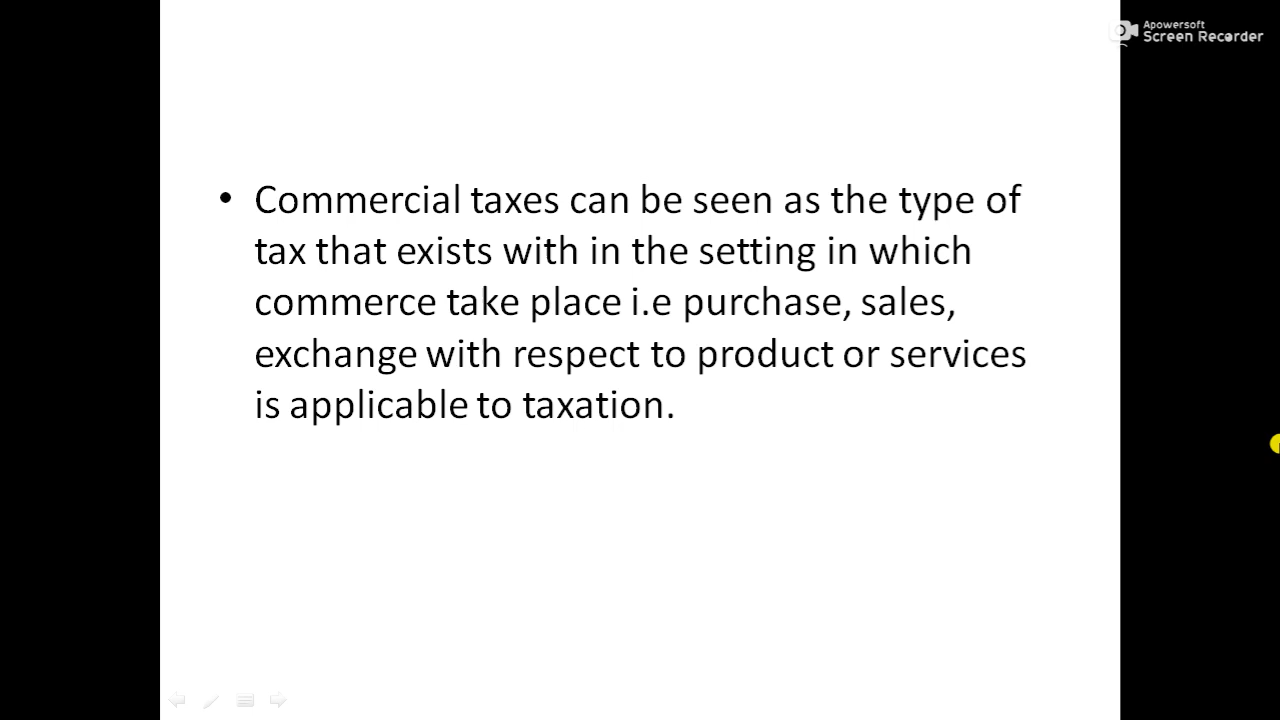 Apowersoft
Screen Recorder
• Commercial taxes can be seen as the type of
tax that exists with in the setting in which
commerce take place i.e purchase, sales,
exchange with respect to product or services
is applicable to taxation.